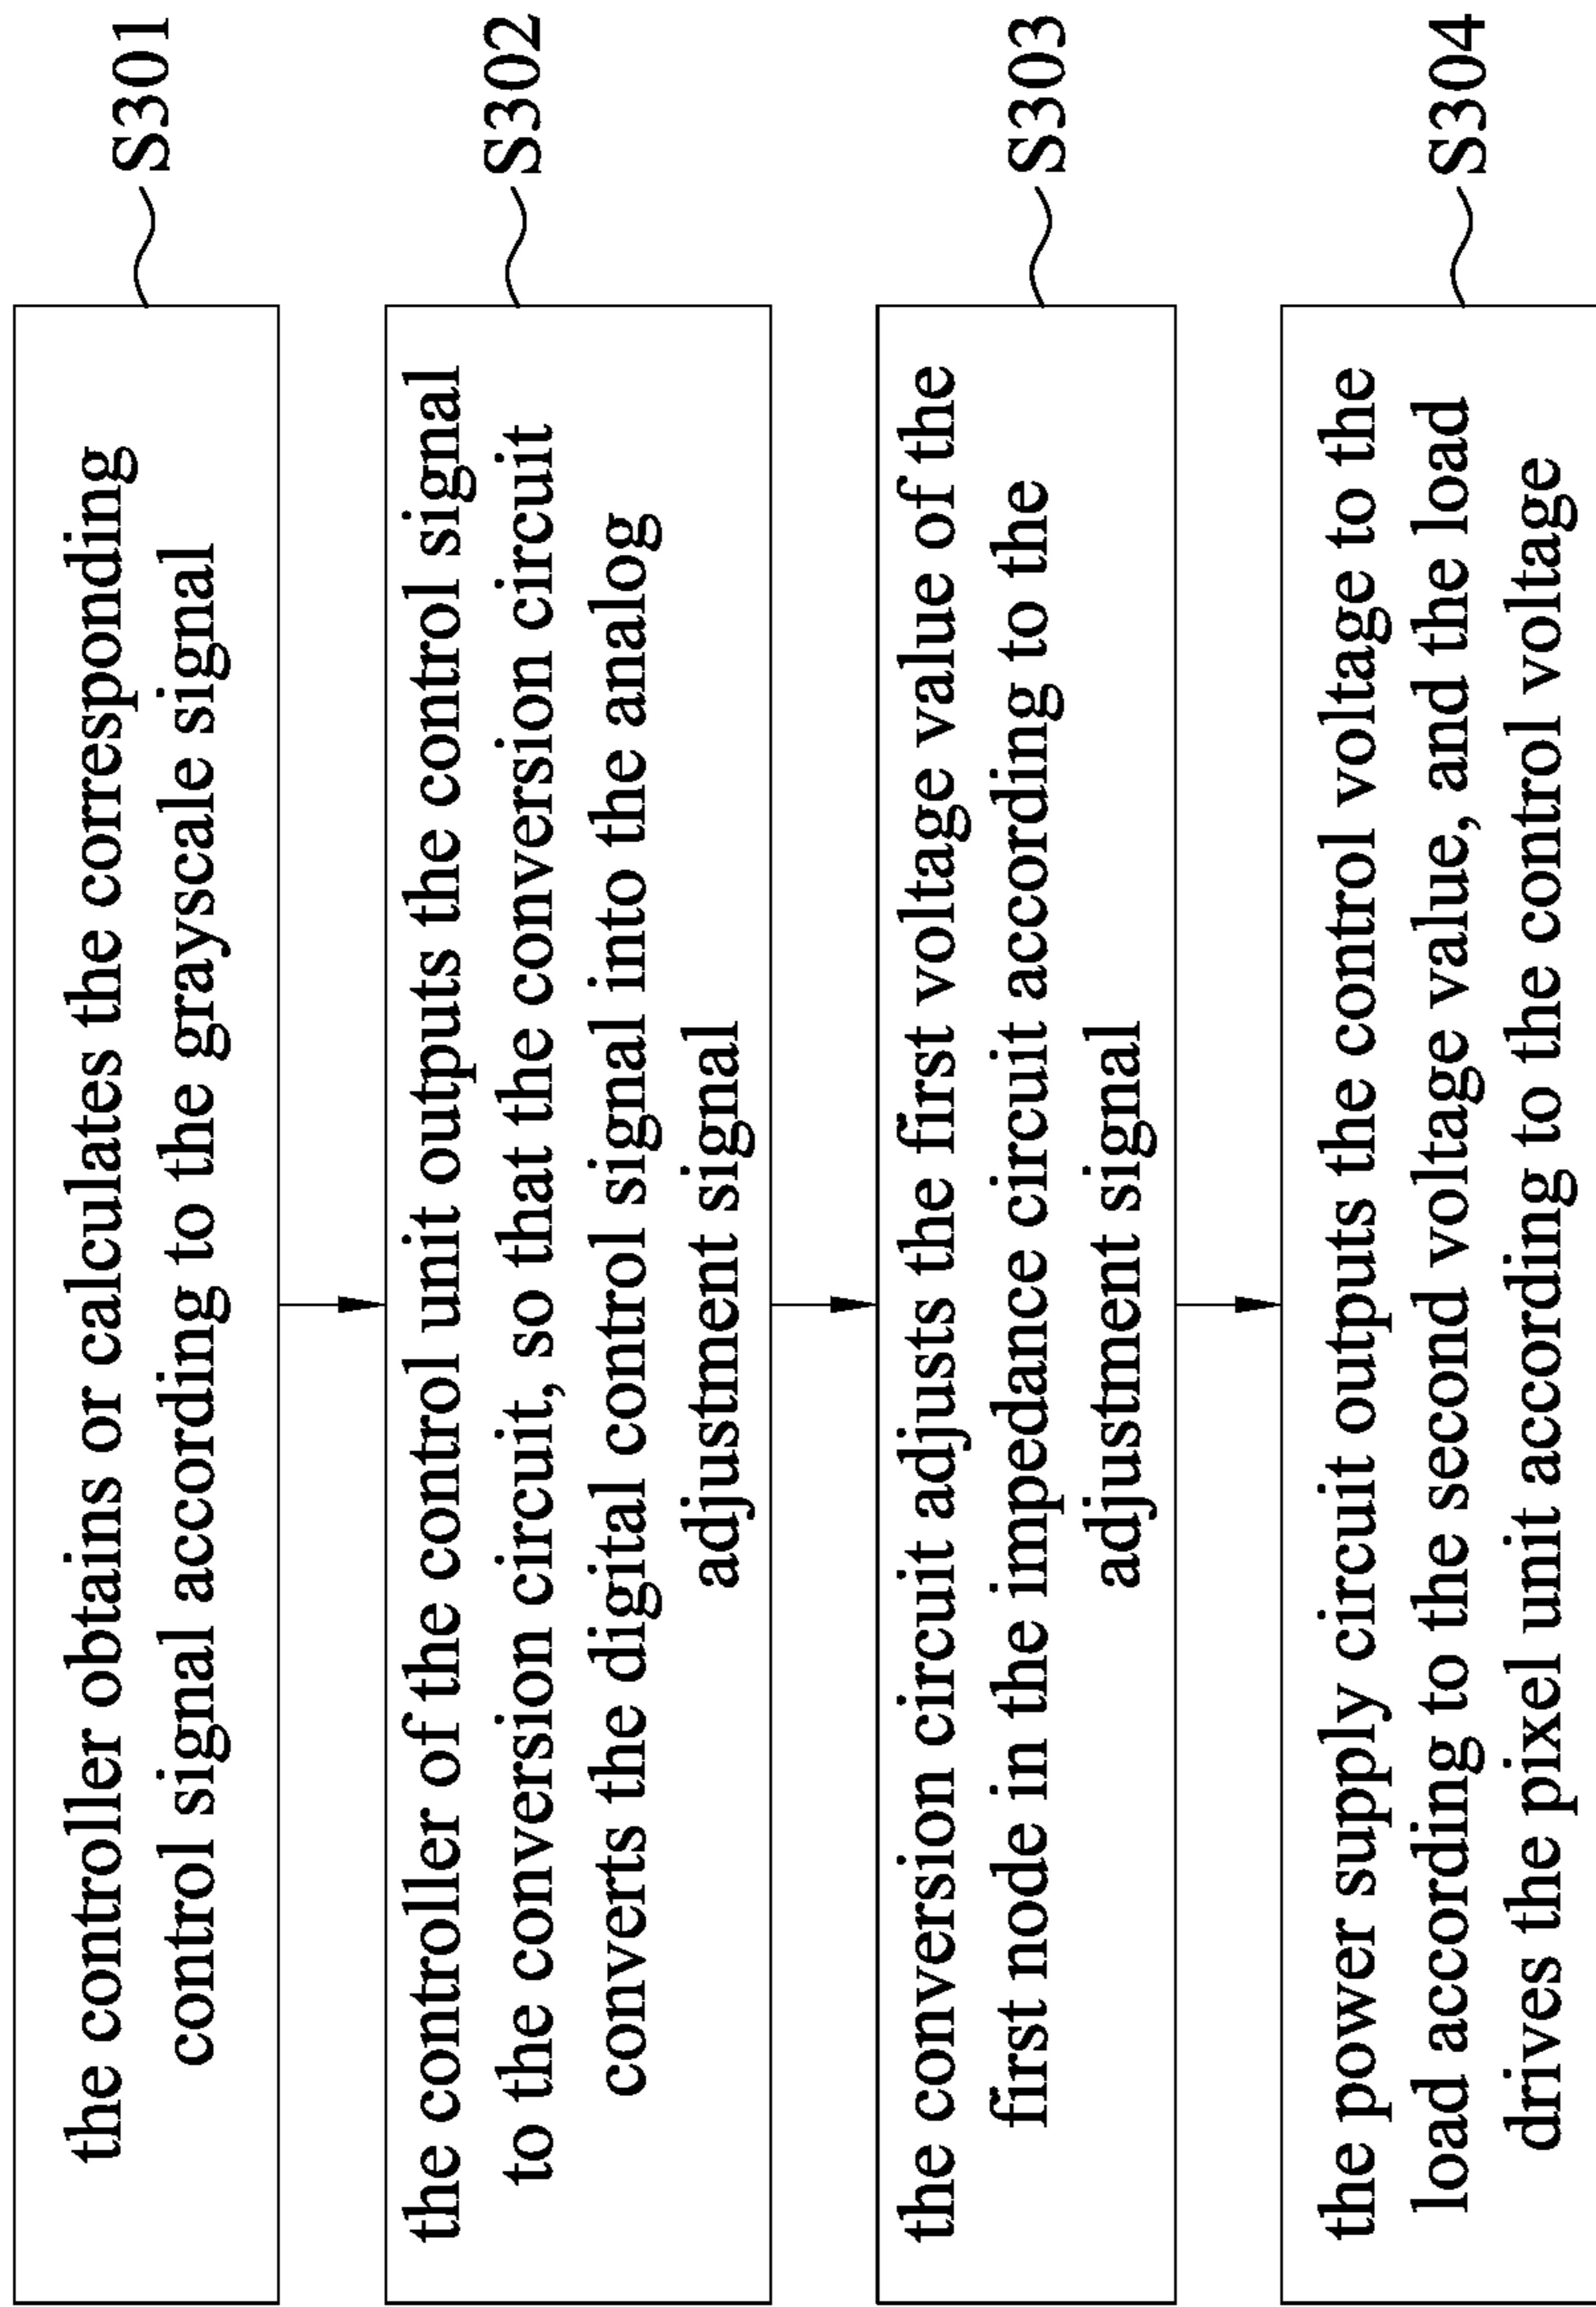 the controller obtains or calculates the corresponding
control signal according to the grayscale signal
S301
the controller of the control unit outputs the control signal
to the conversion circuit, so that the conversion circuit
converts the digital control signal into the analog
adjustment signal
S302
the conversion circuit adjusts the first voltage value of the
first node in the impedance circuit according to the
adjustment signal
S303
the power supply circuit outputs the control voltage to the
load according to the second voltage value, and the load
drives the pixel unit according to the control voltage
S304